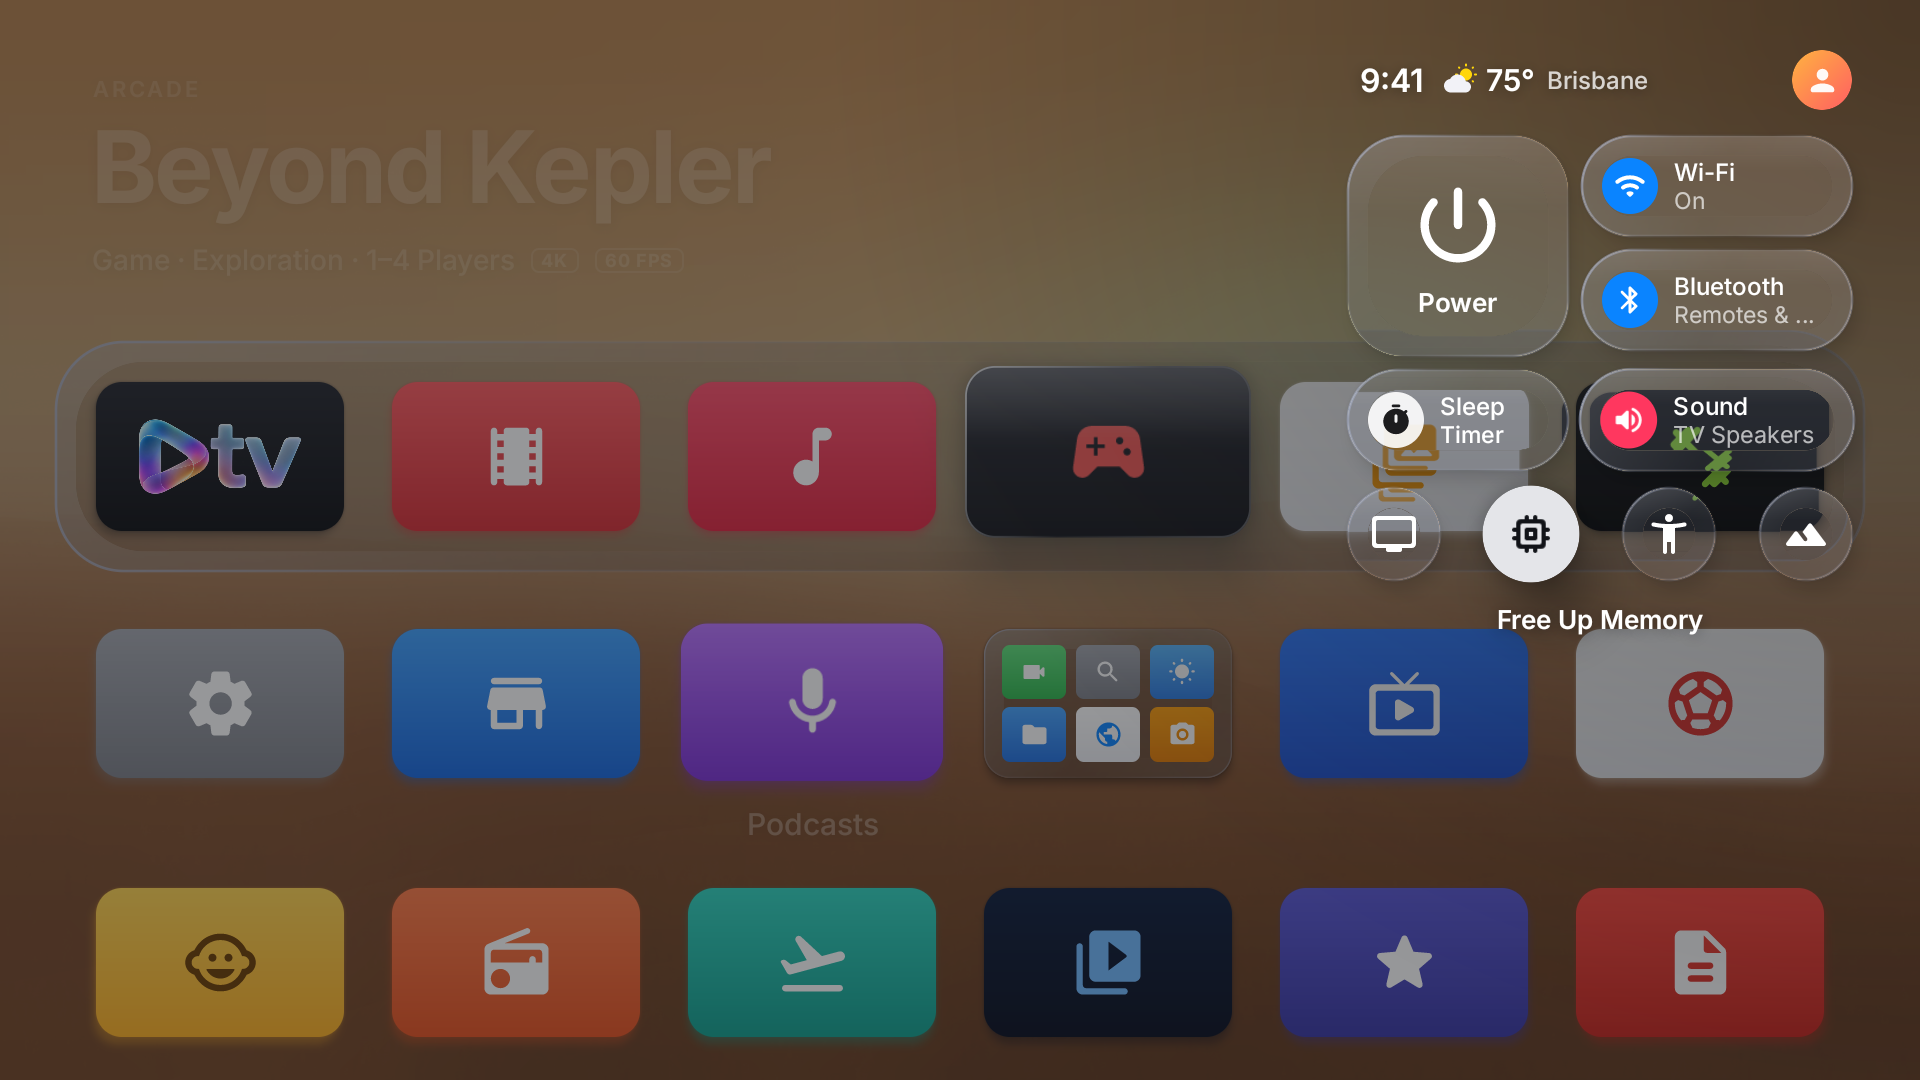 ARCADE
Beyond Kepler
Game · Exploration · 1–4 Players 4K 60 FPS
9:41 75° Brisbane
Power
Wi-Fi
On
Bluetooth
Remotes & ...
Sleep
Timer
Sound
TV Speakers
Free Up Memory
tv
Podcasts